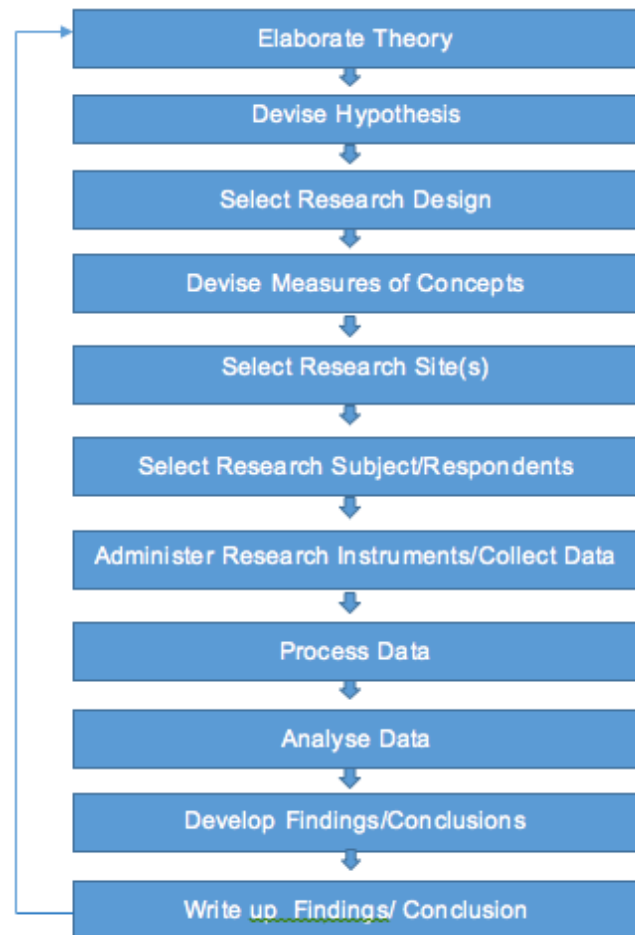 Elaborate Theory
Devise Hypothesis
Select Research Design
Devise Measures of Concepts
Select Research Site(s)
Select Research Subject/Respondents
Administer Research Instruments/Collect Data
Process Data
Analyse Data
Develop Findings/Conclusions
Write up Findings/ Conclusion